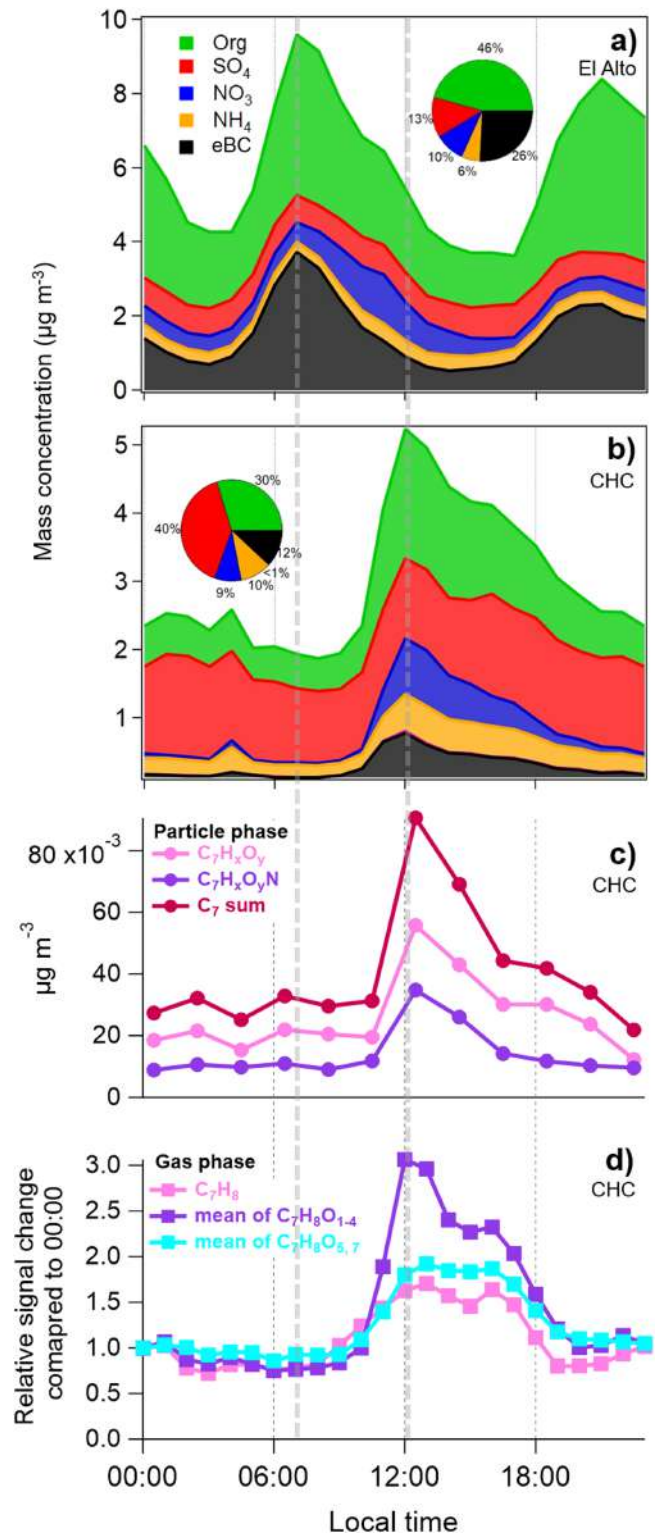 a)
El Alto
Org
SO4
NO3
NH4
eBC
46%
13%
10%
6%
26%
10
8
6
4
2
0
Mass concentration (µg m-3)
b)
CHC
30%
40%
12%
<1%
10%
9%
5
4
3
2
1
Particle phase
C7HxOy
C7HxOyN
C7 sum
c)
CHC
80 x10-3
60
40
20
0
µg m-3
Gas phase
C7H8
mean of C7H8O1-4
mean of C7H8O5, 7
d)
CHC
3.0
2.5
2.0
1.5
1.0
0.5
0.0
Relative signal change
comapred to 00:00
00:00 06:00 12:00 18:00
Local time